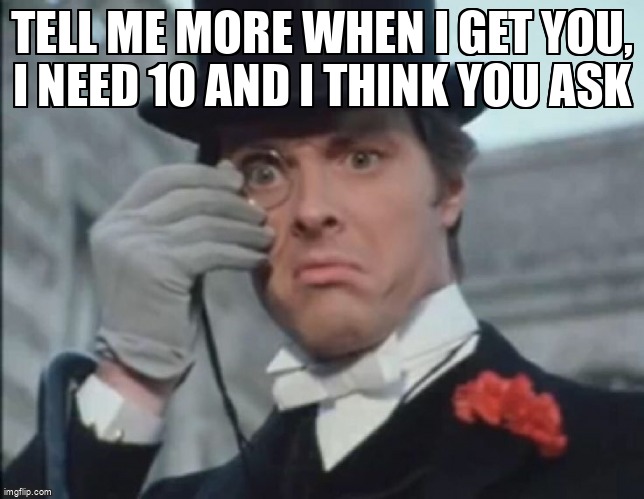 TELL ME MORE WHEN I GET YOU,
I NEED 10 AND I THINK YOU ASK
imgflip.com